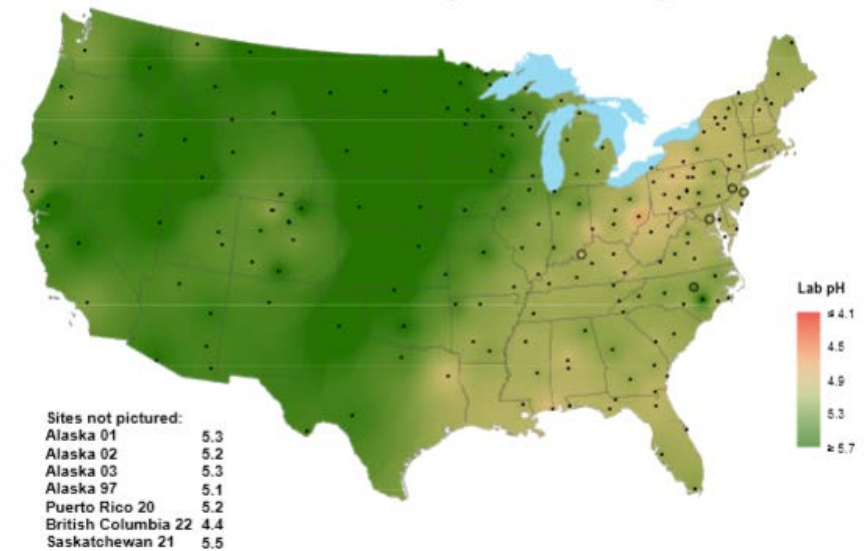 Lab pH
≤ 4.1
4.5
4.9
5.3
≥ 5.7
Sites not pictured:
Alaska 01 5.3
Alaska 02 5.2
Alaska 03 5.3
Alaska 97 5.1
Puerto Rico 20 5.2
British Columbia 22 4.4
Saskatchewan 21 5.5